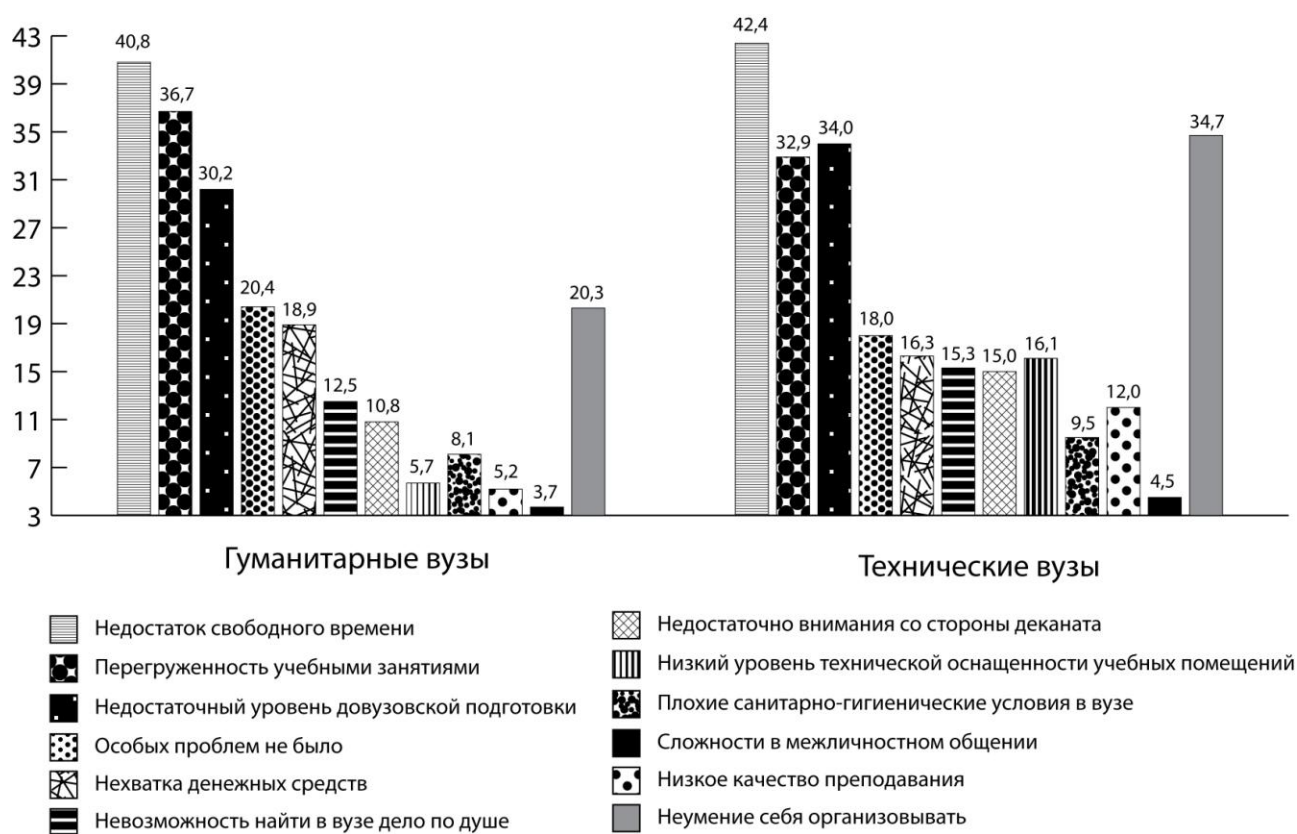 43
39
35
31
27
23
19
15
11
7
3
40,8
36,7
30,2
20,4
18,9
12,5
10,8
5,7
8,1
5,2
3,7
20,3
42,4
32,9
34,0
18,0
16,3
15,3
15,0
16,1
9,5
12,0
4,5
34,7
Гуманитарные вузы
Технические вузы
Недостаток свободного времени
Перегруженность учебными занятиями
Недостаточный уровень довузовской подготовки
Особых проблем не было
Нехватка денежных средств
Невозможность найти в вузе дело по душе
Недостаточно внимания со стороны деканата
Низкий уровень технической оснащенности учебных помещений
Плохие санитарно-гигиенические условия в вузе
Сложности в межличностном общении
Низкое качество преподавания
Неумение себя организовывать